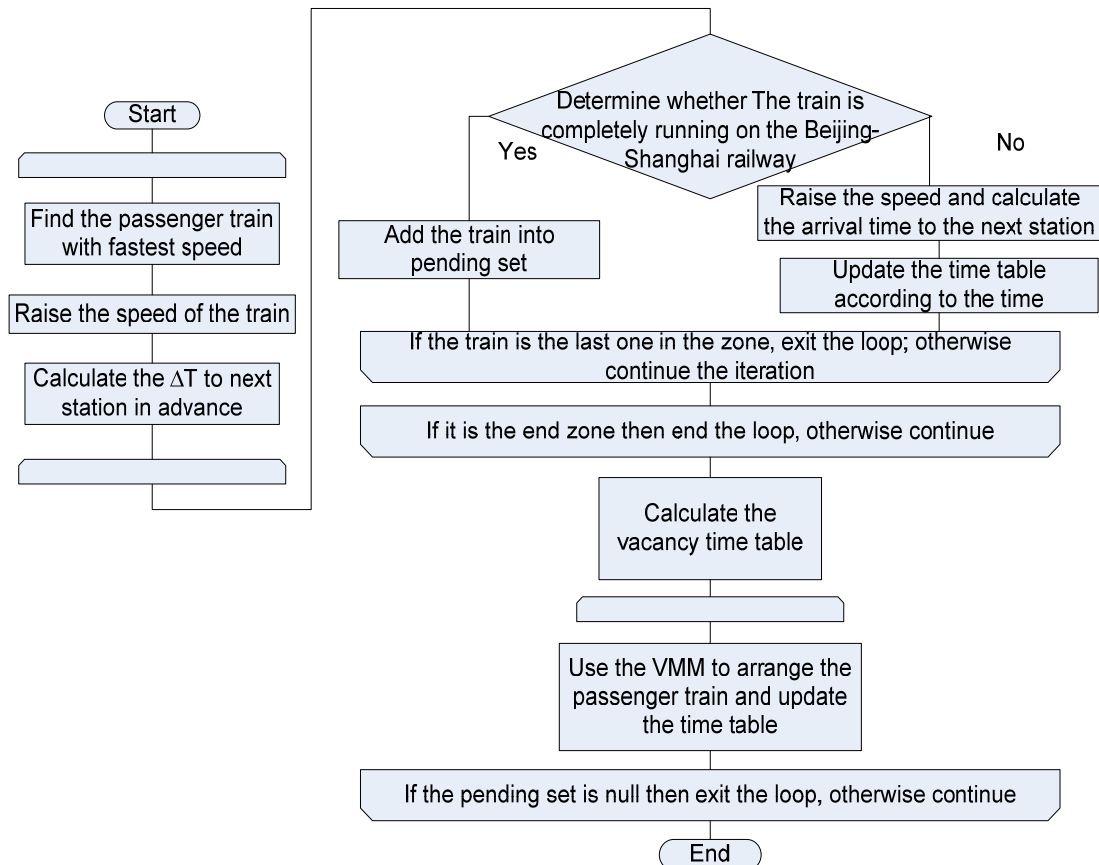 Start
Find the passenger train
with fastest speed
Raise the speed of the train
Calculate the ΔT to next
station in advance
Determine whether The train is
completely running on the Beijing-
Shanghai railway
Yes
No
Add the train into
pending set
Raise the speed and calculate
the arrival time to the next station
Update the time table
according to the time
If the train is the last one in the zone, exit the loop; otherwise
continue the iteration
If it is the end zone then end the loop, otherwise continue
Calculate the
vacancy time table
Use the VMM to arrange the
passenger train and update
the time table
If the pending set is null then exit the loop, otherwise continue
End